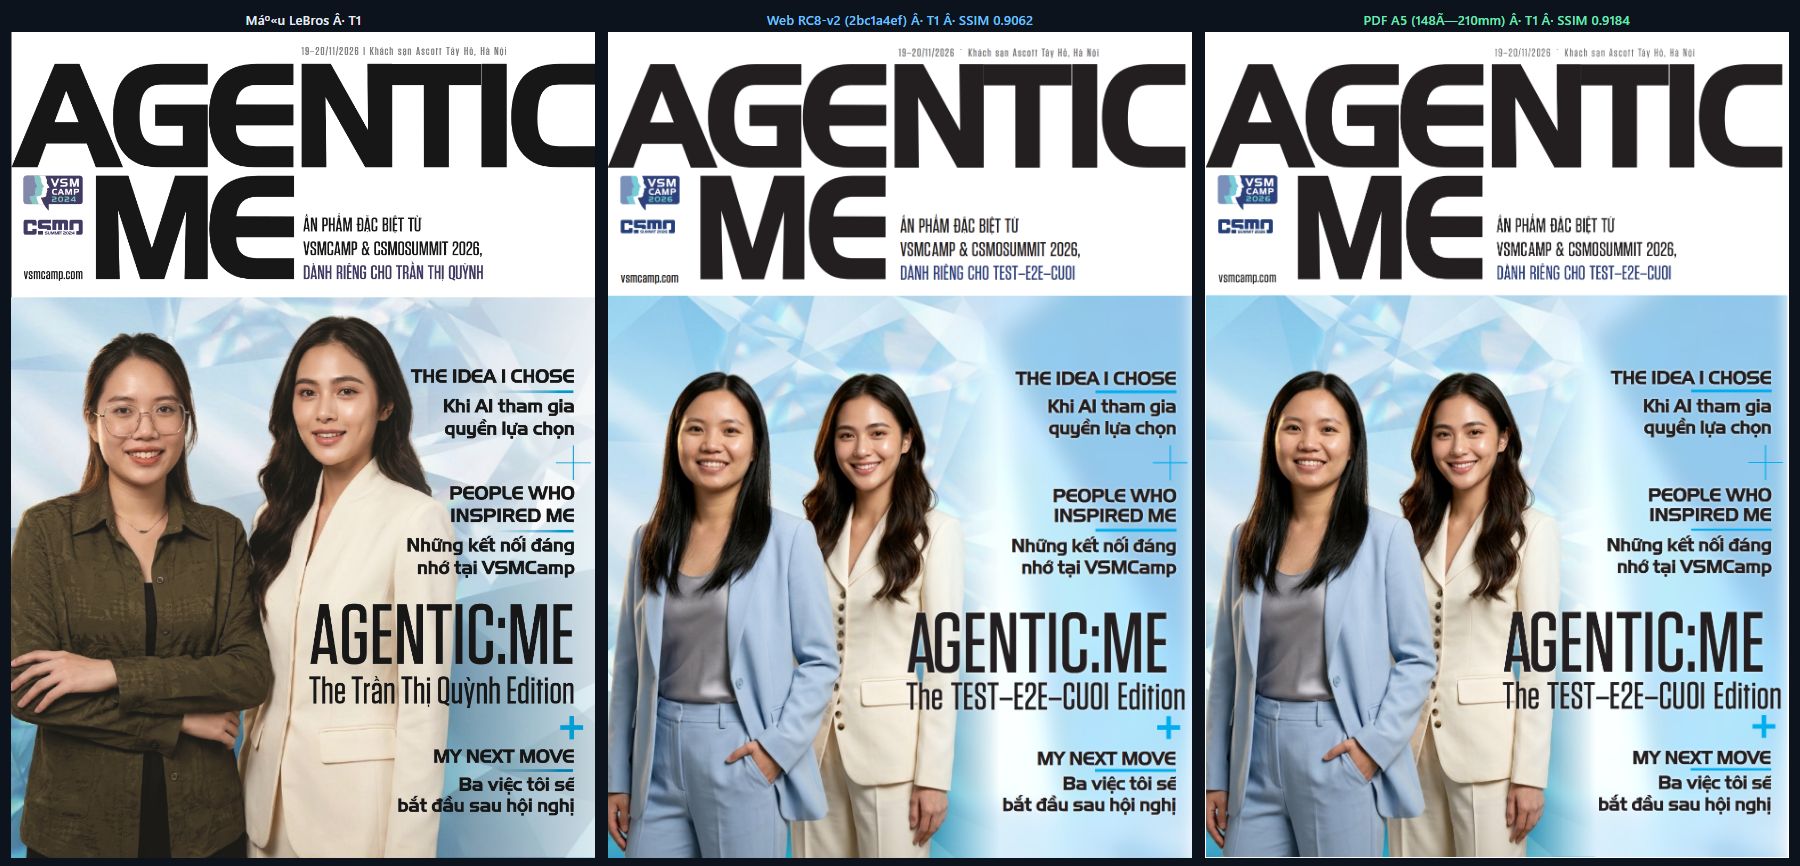 Máº«u LeBros Â· T1
19–20/11/2026 | Khách sạn Ascott Tây Hồ, Hà Nội
AGENTIC
ME
VSM
CAMP
2024
CSMO
SUMMIT 2024
vsmcamp.com
ẤN PHẨM ĐẶC BIỆT TỪ
VSMCAMP & CSMOSUMMIT 2026,
DÀNH RIÊNG CHO TRẦN THỊ QUỲNH
THE IDEA I CHOSE
Khi AI tham gia
quyền lựa chọn
PEOPLE WHO
INSPIRED ME
Những kết nối đáng
nhớ tại VSMCamp
AGENTIC:ME
The Trần Thị Quỳnh Edition
MY NEXT MOVE
Ba việc tôi sẽ
bắt đầu sau hội nghị
Web RC8-v2 (2bc1a4ef) Â· T1 Â· SSIM 0.9062
19–20/11/2026 · Khách sạn Ascott Tây Hồ, Hà Nội
AGENTIC
ME
VSM
CAMP
2026
CSMO
SUMMIT 2026
vsmcamp.com
ẤN PHẨM ĐẶC BIỆT TỪ
VSMCAMP & CSMOSUMMIT 2026,
DÀNH RIÊNG CHO TEST–E2E–CUOI
THE IDEA I CHOSE
Khi AI tham gia
quyền lựa chọn
PEOPLE WHO
INSPIRED ME
Những kết nối đáng
nhớ tại VSMCamp
AGENTIC:ME
The TEST–E2E–CUOI Edition
MY NEXT MOVE
Ba việc tôi sẽ
bắt đầu sau hội nghị
PDF A5 (148Ã—210mm) Â· T1 Â· SSIM 0.9184
19–20/11/2026 · Khách sạn Ascott Tây Hồ, Hà Nội
AGENTIC
ME
VSM
CAMP
2026
CSMO
SUMMIT 2026
vsmcamp.com
ẤN PHẨM ĐẶC BIỆT TỪ
VSMCAMP & CSMOSUMMIT 2026,
DÀNH RIÊNG CHO TEST–E2E–CUOI
THE IDEA I CHOSE
Khi AI tham gia
quyền lựa chọn
PEOPLE WHO
INSPIRED ME
Những kết nối đáng
nhớ tại VSMCamp
AGENTIC:ME
The TEST–E2E–CUOI Edition
MY NEXT MOVE
Ba việc tôi sẽ
bắt đầu sau hội nghị